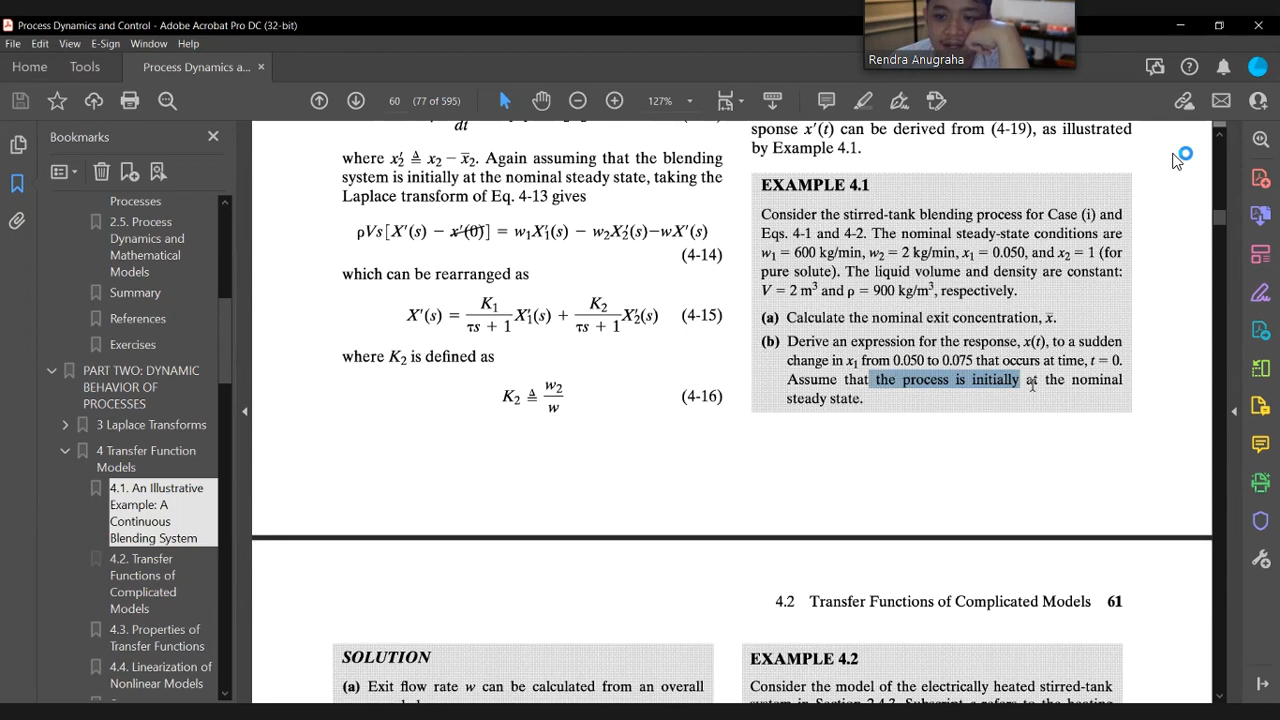 Process Dynamics and Control - Adobe Acrobat Pro DC (32-bit)
File Edit View E-Sign Window Help
Rendra Anugraha
Home Tools Process Dynamics a... ×
60 (77 of 595) 127%
Bookmarks
Processes
2.5. Process
Dynamics and
Mathematical
Models
Summary
References
Exercises
PART TWO: DYNAMIC
BEHAVIOR OF
PROCESSES
3 Laplace Transforms
4 Transfer Function
Models
4.1. An Illustrative
Example: A
Continuous
Blending System
4.2. Transfer
Functions of
Complicated
Models
4.3. Properties of
Transfer Functions
4.4. Linearization of
Nonlinear Models
dt
where x′₂ ≜ x₂ − x̄₂. Again assuming that the blending
system is initially at the nominal steady state, taking the
Laplace transform of Eq. 4-13 gives
ρVs[X′(s) − x′(0)] = w₁X′₁(s) − w₂X′₂(s)−wX′(s)
(4-14)
which can be rearranged as
X′(s) = K₁/(τs + 1) X′₁(s) + K₂/(τs + 1) X′₂(s) (4-15)
where K₂ is defined as
K₂ ≜ w₂/w (4-16)
sponse x′(t) can be derived from (4-19), as illustrated
by Example 4.1.
EXAMPLE 4.1
Consider the stirred-tank blending process for Case (i) and
Eqs. 4-1 and 4-2. The nominal steady-state conditions are
w₁ = 600 kg/min, w₂ = 2 kg/min, x₁ = 0.050, and x₂ = 1 (for
pure solute). The liquid volume and density are constant:
V = 2 m³ and ρ = 900 kg/m³, respectively.
(a) Calculate the nominal exit concentration, x̄.
(b) Derive an expression for the response, x(t), to a sudden
change in x₁ from 0.050 to 0.075 that occurs at time, t = 0.
Assume that the process is initially at the nominal
steady state.
4.2 Transfer Functions of Complicated Models 61
SOLUTION
(a) Exit flow rate w can be calculated from an overall
EXAMPLE 4.2
Consider the model of the electrically heated stirred-tank